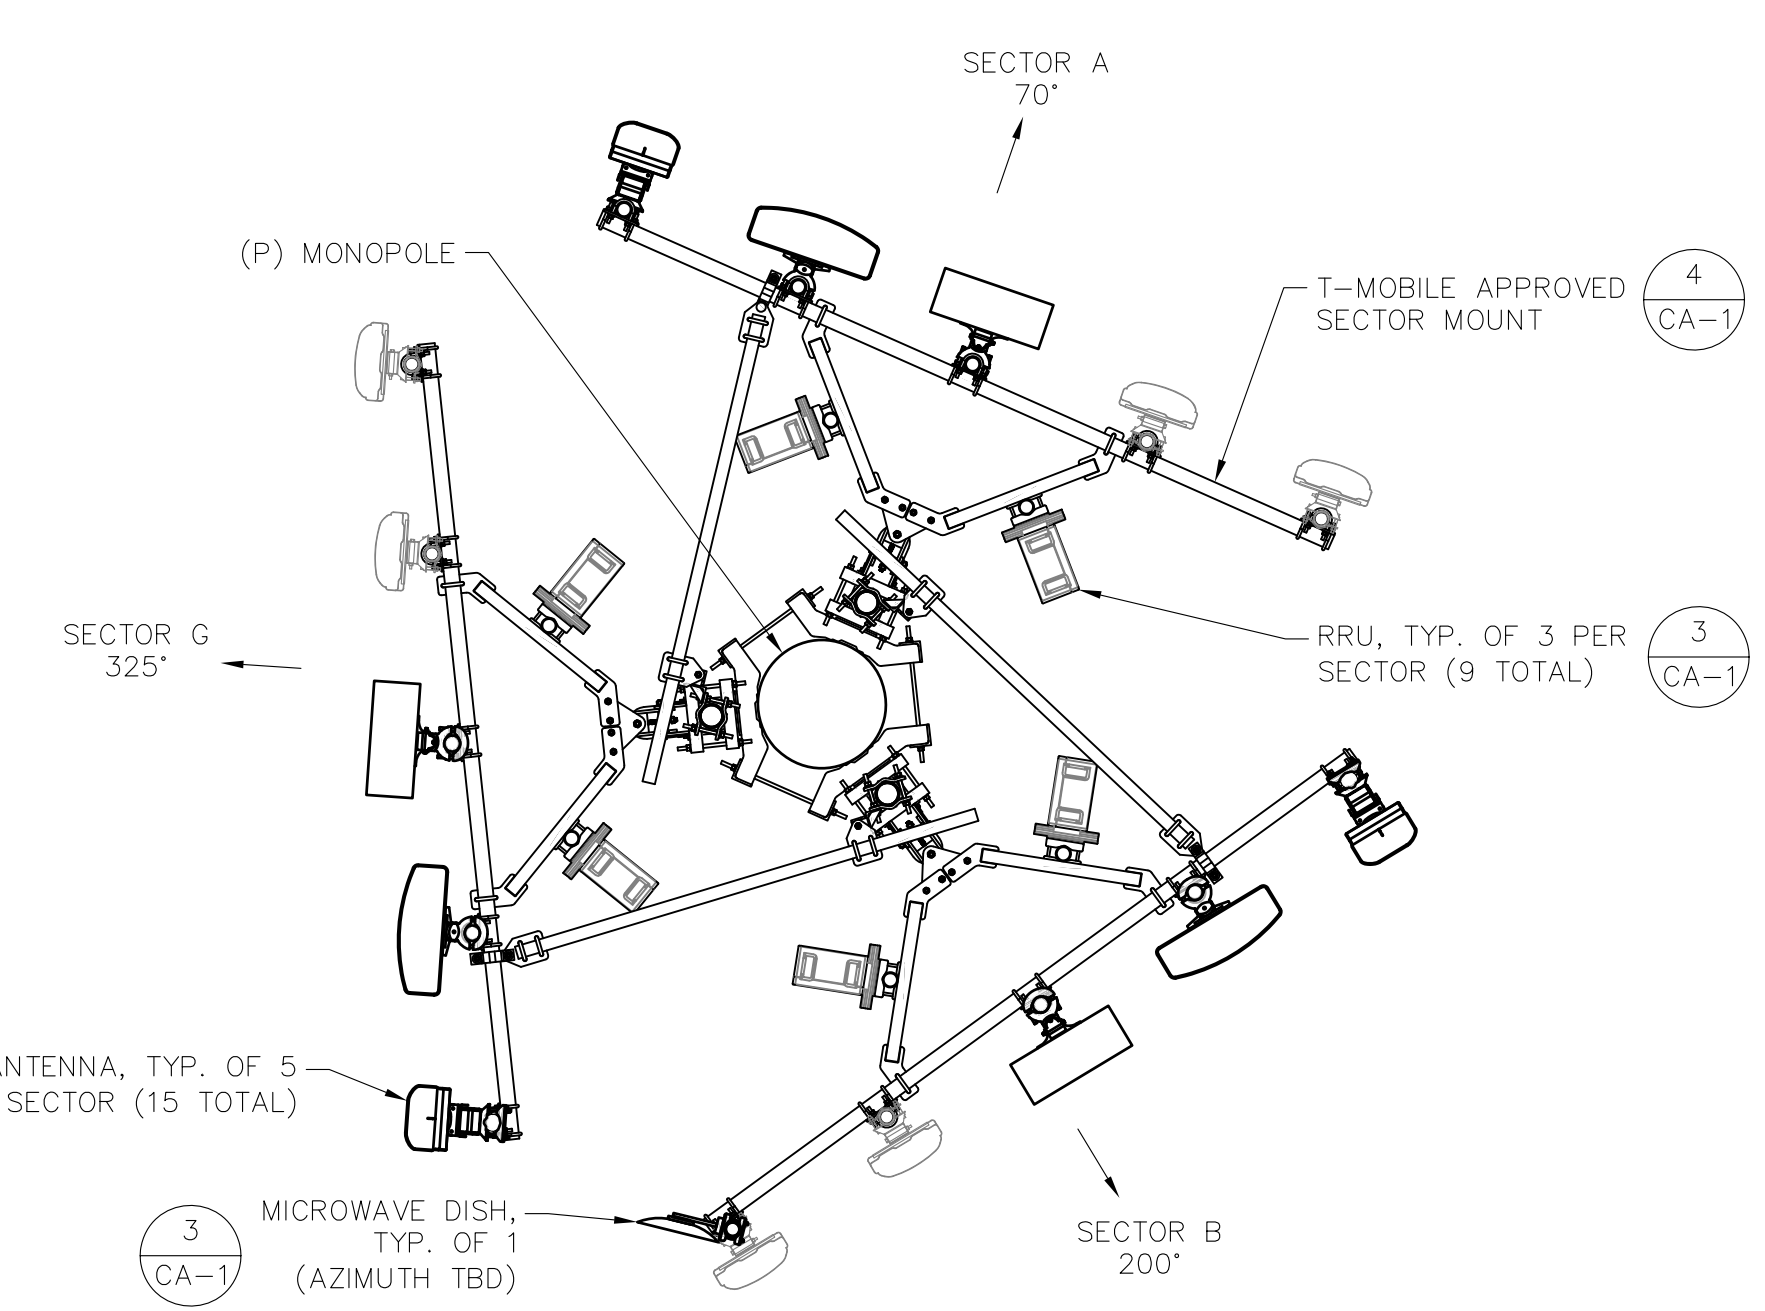 SECTOR A
70°
(P) MONOPOLE
T-MOBILE APPROVED
SECTOR MOUNT
4
CA-1
SECTOR G
325°
RRU, TYP. OF 3 PER
SECTOR (9 TOTAL)
3
CA-1
ANTENNA, TYP. OF 5
SECTOR (15 TOTAL)
MICROWAVE DISH,
TYP. OF 1
(AZIMUTH TBD)
3
CA-1
SECTOR B
200°